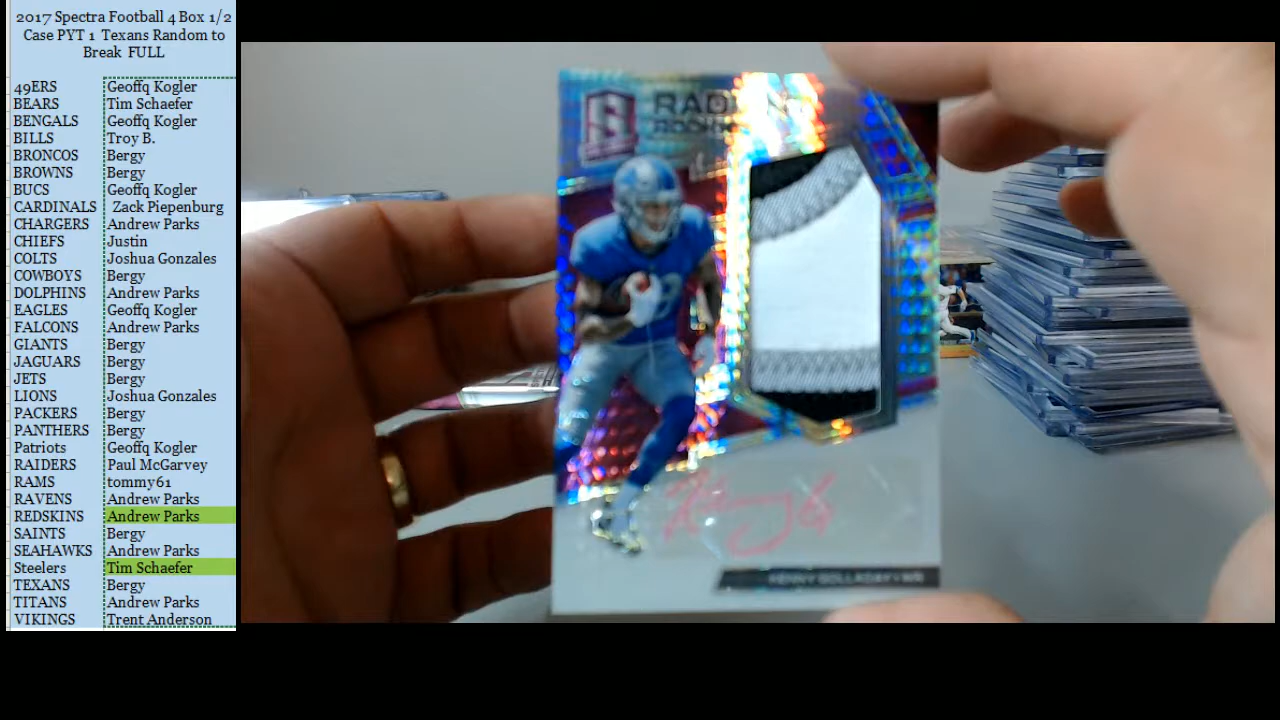 2017 Spectra Football 4 Box 1/2
Case PYT 1 Texans Random to
Break FULL
49ERS Geoffq Kogler
BEARS Tim Schaefer
BENGALS Geoffq Kogler
BILLS Troy B.
BRONCOS Bergy
BROWNS Bergy
BUCS Geoffq Kogler
CARDINALS Zack Piepenburg
CHARGERS Andrew Parks
CHIEFS Justin
COLTS Joshua Gonzales
COWBOYS Bergy
DOLPHINS Andrew Parks
EAGLES Geoffq Kogler
FALCONS Andrew Parks
GIANTS Bergy
JAGUARS Bergy
JETS Bergy
LIONS Joshua Gonzales
PACKERS Bergy
PANTHERS Bergy
Patriots Geoffq Kogler
RAIDERS Paul McGarvey
RAMS tommy61
RAVENS Andrew Parks
REDSKINS Andrew Parks
SAINTS Bergy
SEAHAWKS Andrew Parks
Steelers Tim Schaefer
TEXANS Bergy
TITANS Andrew Parks
VIKINGS Trent Anderson
KENNY GOLLADAY • WR